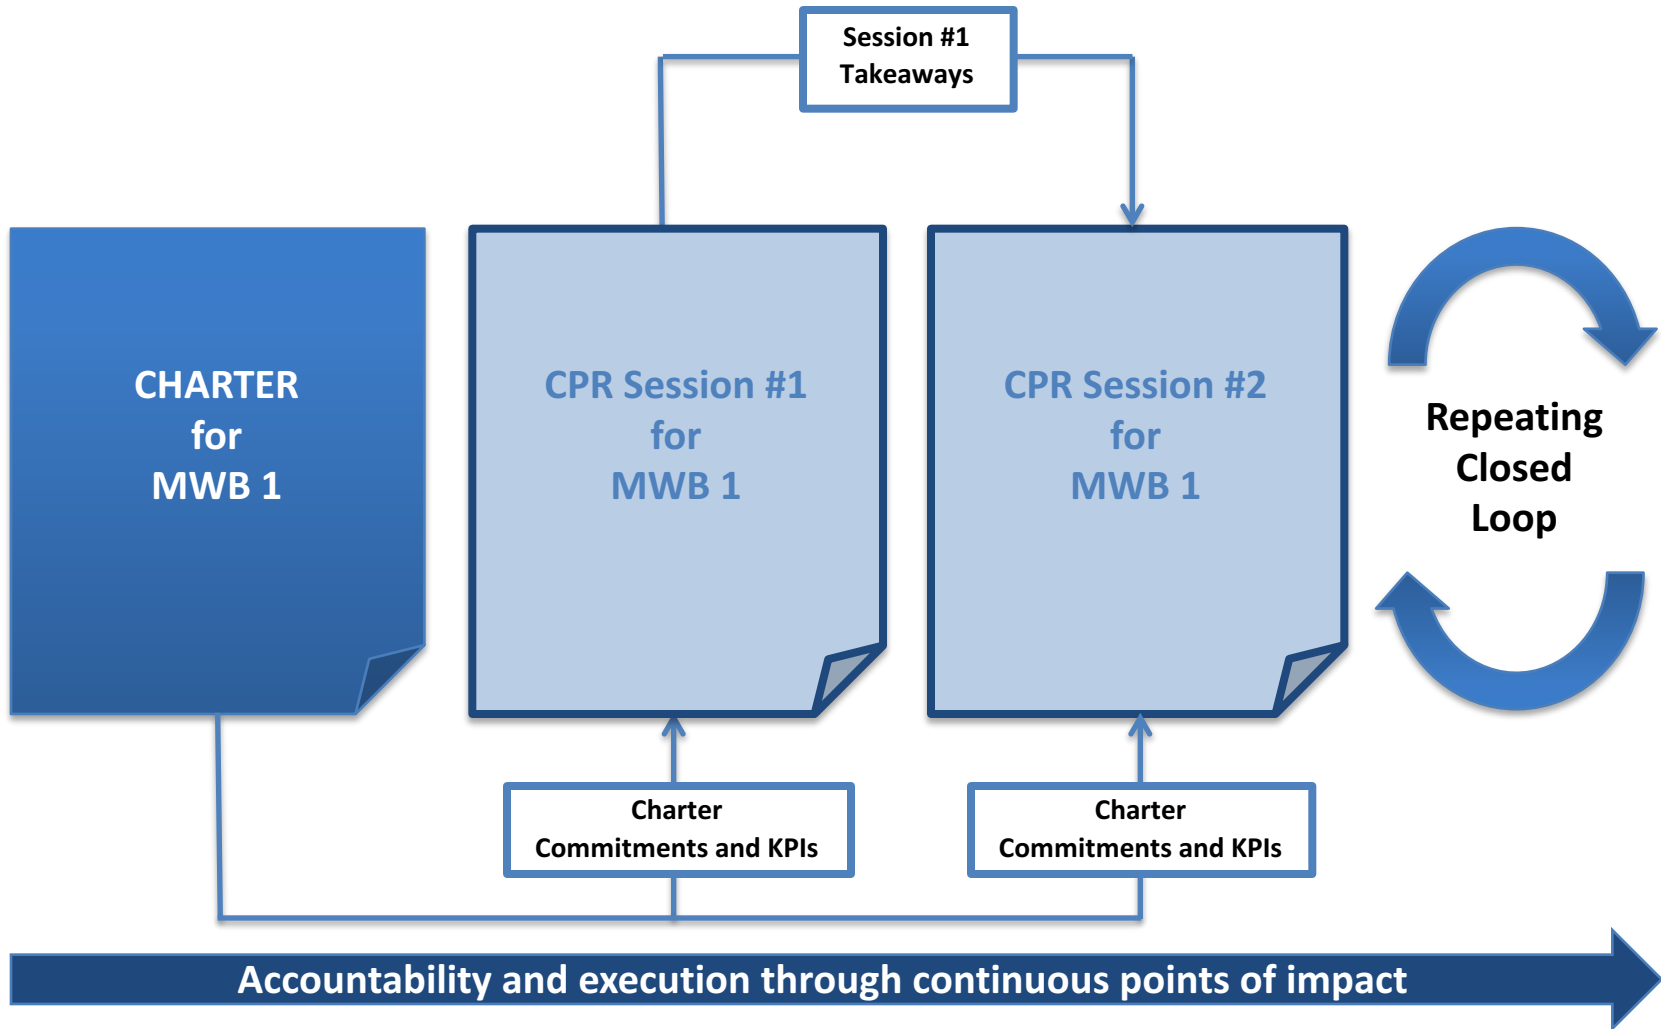 Session #1
Takeaways
CHARTER
for
MWB 1
CPR Session #1
for
MWB 1
CPR Session #2
for
MWB 1
Repeating
Closed
Loop
Charter
Commitments and KPIs
Charter
Commitments and KPIs
Accountability and execution through continuous points of impact